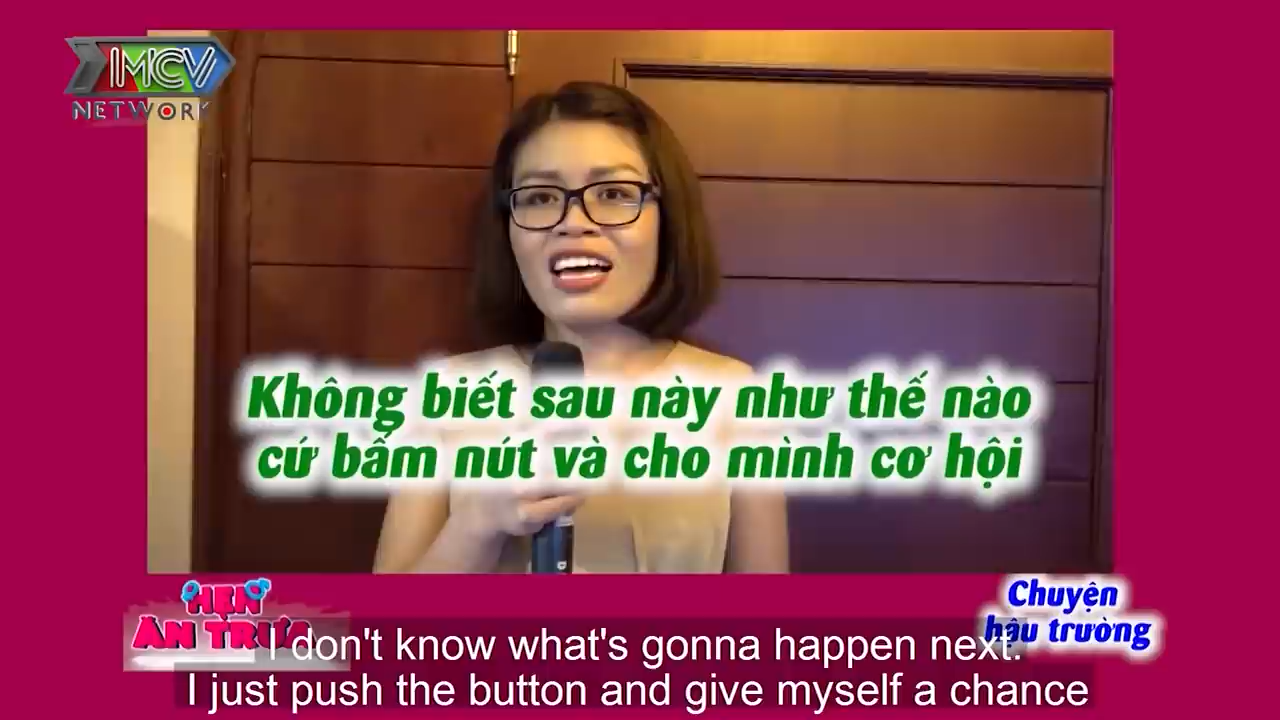 MCV
NETWORK
Không biết sau này như thế nào
cứ bấm nút và cho mình cơ hội
HẸN
ĂN TRƯA
Chuyện
hậu trường
I don't know what's gonna happen next.
I just push the button and give myself a chance